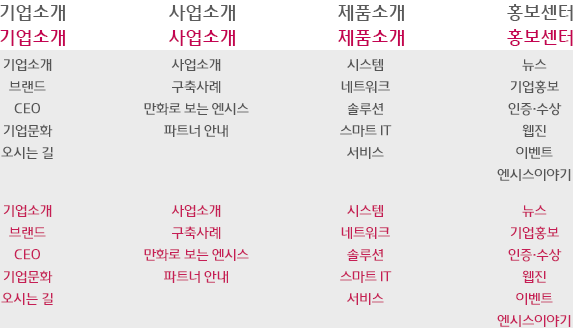 기업소개 사업소개 제품소개 홍보센터
기업소개 사업소개 제품소개 홍보센터
기업소개 사업소개 시스템 뉴스
브랜드 구축사례 네트워크 기업홍보
CEO 만화로 보는 엔시스 솔루션 인증·수상
기업문화 파트너 안내 스마트 IT 웹진
오시는 길 서비스 이벤트
엔시스이야기
기업소개 사업소개 시스템 뉴스
브랜드 구축사례 네트워크 기업홍보
CEO 만화로 보는 엔시스 솔루션 인증·수상
기업문화 파트너 안내 스마트 IT 웹진
오시는 길 서비스 이벤트
엔시스이야기